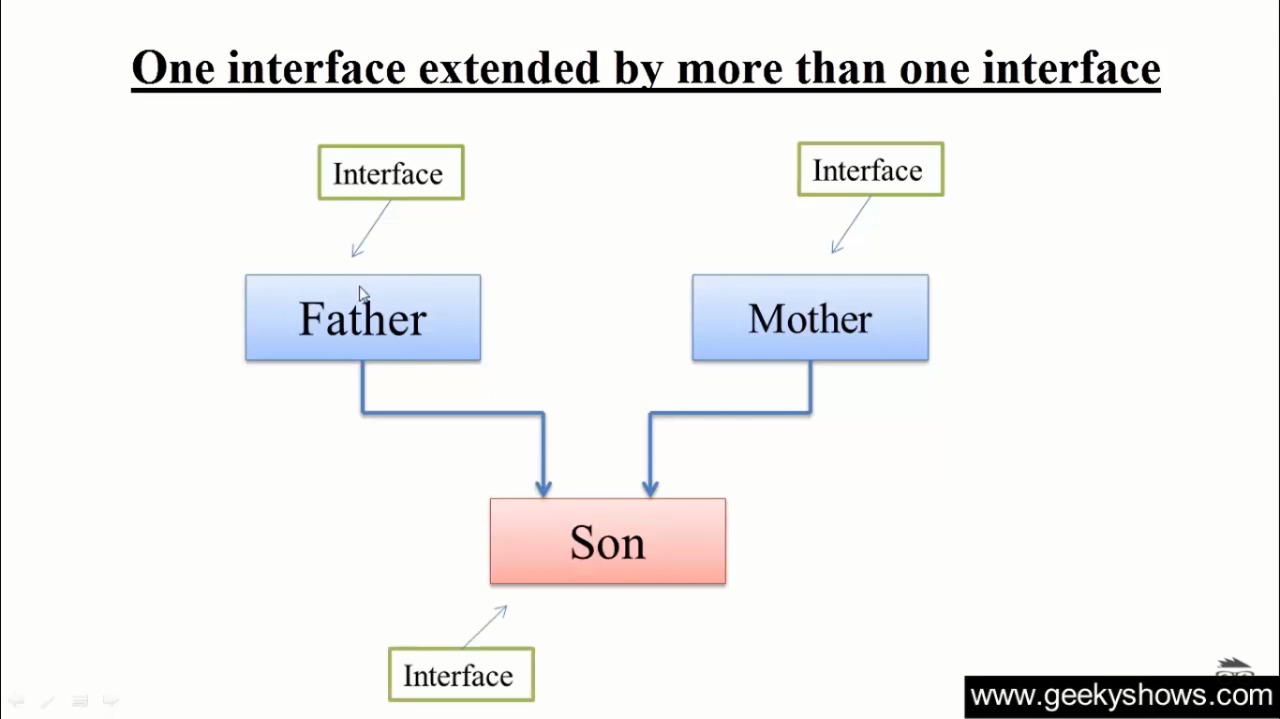 One interface extended by more than one interface
Interface
Interface
Father
Mother
Son
Interface
www.geekyshows.com